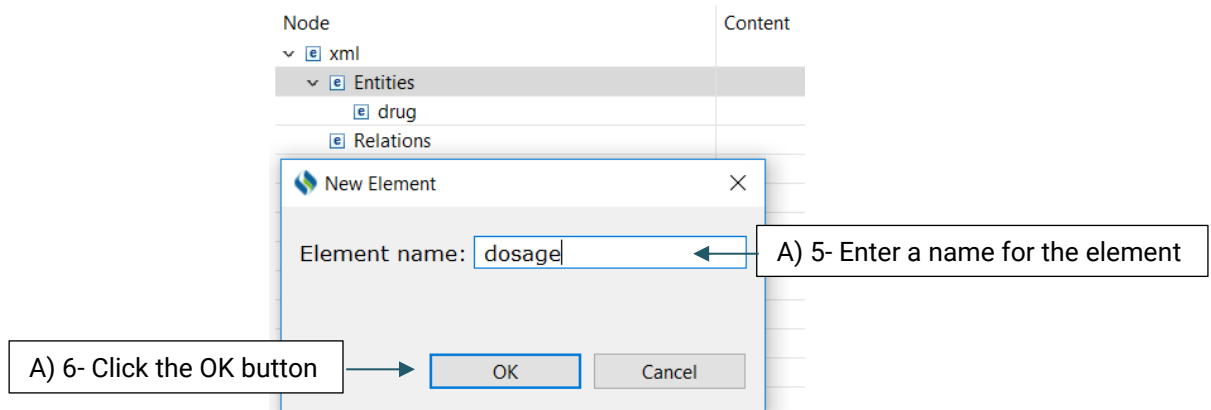 Node Content
xml
Entities
drug
Relations
New Element
Element name: dosage
A) 5- Enter a name for the element
A) 6- Click the OK button
OK Cancel